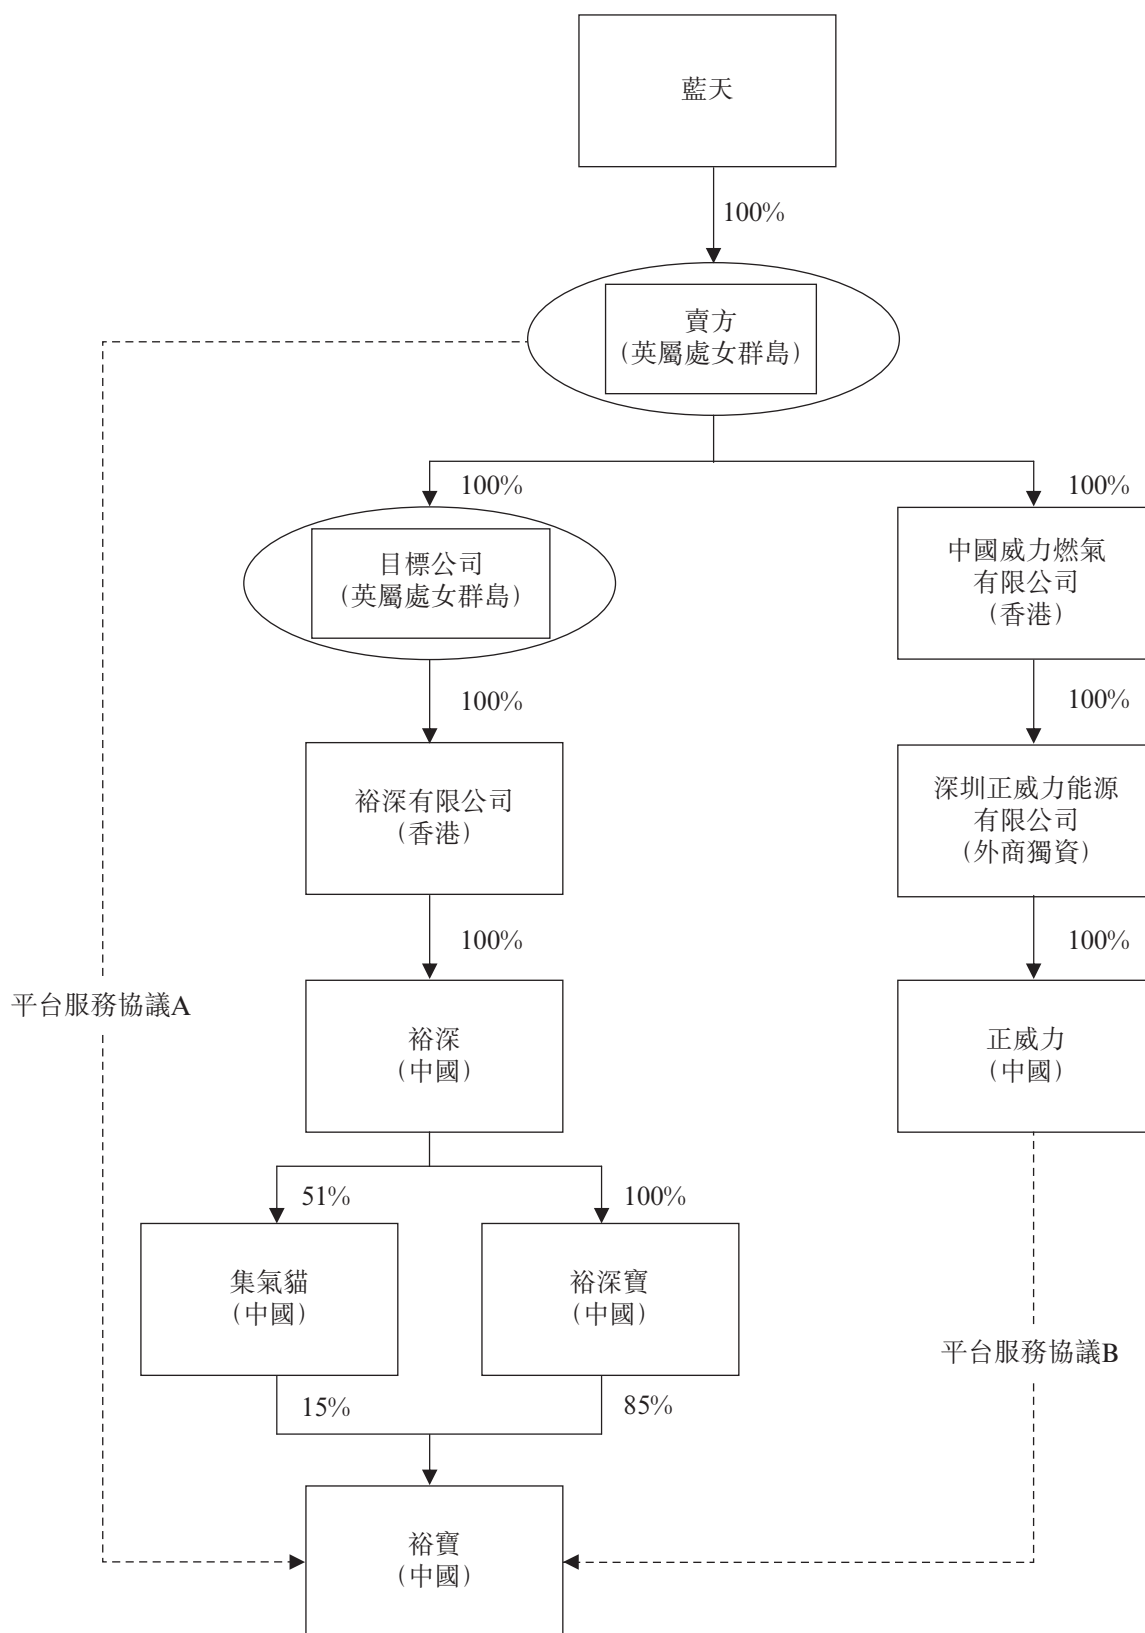 藍天
100%
賣方
（英屬處女群島）
100%
100%
目標公司
（英屬處女群島）
中國威力燃氣
有限公司
（香港）
100%
100%
裕深有限公司
（香港）
深圳正威力能源
有限公司
（外商獨資）
100%
100%
平台服務協議A
裕深
（中國）
正威力
（中國）
51%
100%
集氣貓
（中國）
裕深寶
（中國）
平台服務協議B
15%
85%
裕寶
（中國）